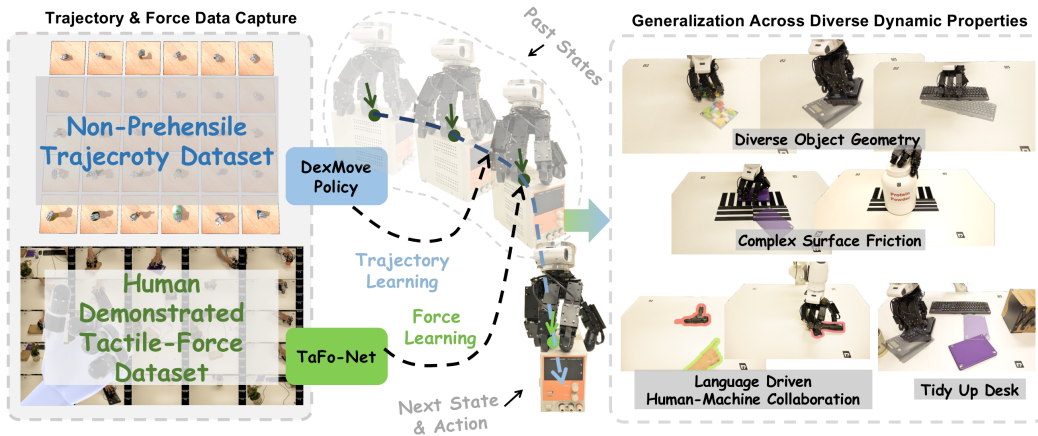 Trajectory & Force Data Capture
Non-Prehensile
Trajecroty Dataset
Human
Demonstrated
Tactile-Force
Dataset
DexMove
Policy
TaFo-Net
Past States
Trajectory
Learning
Force
Learning
Next State
& Action
Generalization Across Diverse Dynamic Properties
Diverse Object Geometry
Protein
Powder
Complex Surface Friction
Language Driven
Human-Machine Collaboration
Tidy Up Desk